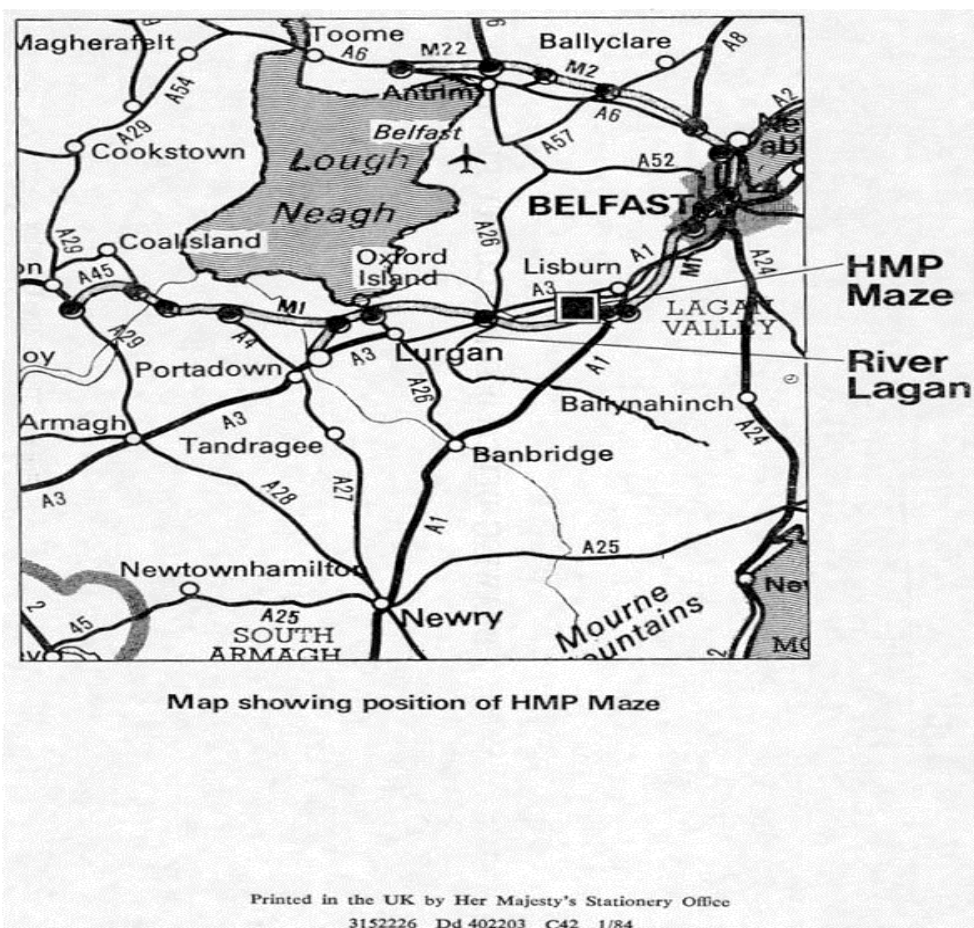 Magherafelt
Toome
A6
M22
Ballyclare
A8
A54
Antrim
M2
A6
A2
A29
Cookstown
Belfast
Lough
Neagh
A57
A52
BELFAST
A29
Coalisland
A45
A26
Oxford
Island
Lisburn
A1
M1
A24
HMP
Maze
A3
LAGAN
VALLEY
M1
A29
A4
A3
Lurgan
A1
River
Lagan
Portadown
A26
Ballynahinch
Armagh
A3
Tandragee
Banbridge
A24
A3
A28
A27
A1
A25
Newtownhamilton
2
45
A25
Newry
SOUTH
ARMAGH
Mourne
2
Map showing position of HMP Maze
Printed in the UK by Her Majesty's Stationery Office
3152226 Dd 402203 C42 1/84